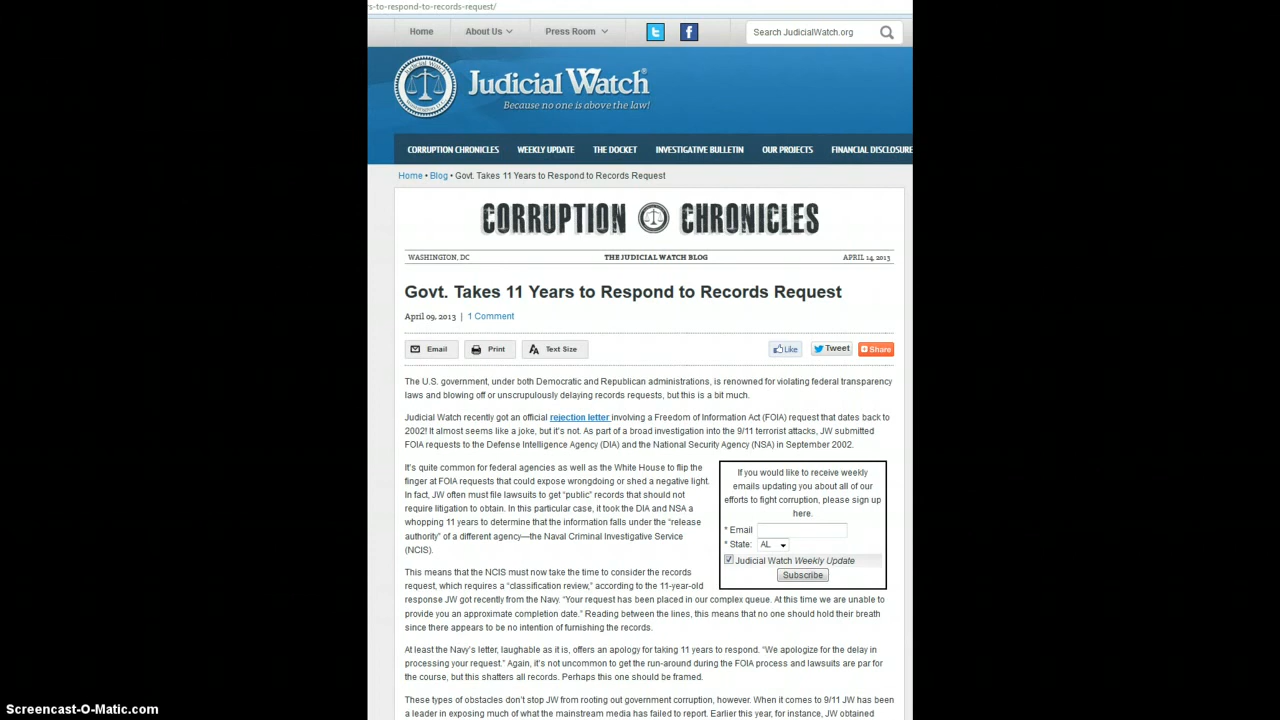 rs-to-respond-to-records-request/
Home About Us Press Room Search JudicialWatch.org
Judicial Watch®
Because no one is above the law!
CORRUPTION CHRONICLES WEEKLY UPDATE THE DOCKET INVESTIGATIVE BULLETIN OUR PROJECTS FINANCIAL DISCLOSURE
Home • Blog • Govt. Takes 11 Years to Respond to Records Request
CORRUPTION CHRONICLES
WASHINGTON, DC THE JUDICIAL WATCH BLOG APRIL 14, 2013
Govt. Takes 11 Years to Respond to Records Request
April 09, 2013 | 1 Comment
Email Print Text Size Like Tweet Share
The U.S. government, under both Democratic and Republican administrations, is renowned for violating federal transparency
laws and blowing off or unscrupulously delaying records requests, but this is a bit much.
Judicial Watch recently got an official rejection letter involving a Freedom of Information Act (FOIA) request that dates back to
2002! It almost seems like a joke, but it's not. As part of a broad investigation into the 9/11 terrorist attacks, JW submitted
FOIA requests to the Defense Intelligence Agency (DIA) and the National Security Agency (NSA) in September 2002.
It's quite common for federal agencies as well as the White House to flip the
finger at FOIA requests that could expose wrongdoing or shed a negative light.
In fact, JW often must file lawsuits to get “public” records that should not
require litigation to obtain. In this particular case, it took the DIA and NSA a
whopping 11 years to determine that the information falls under the “release
authority” of a different agency—the Naval Criminal Investigative Service
(NCIS).
If you would like to receive weekly
emails updating you about all of our
efforts to fight corruption, please sign up
here.
* Email
* State: AL
Judicial Watch Weekly Update
Subscribe
This means that the NCIS must now take the time to consider the records
request, which requires a “classification review,” according to the 11-year-old
response JW got recently from the Navy. “Your request has been placed in our complex queue. At this time we are unable to
provide you an approximate completion date.” Reading between the lines, this means that no one should hold their breath
since there appears to be no intention of furnishing the records.
At least the Navy's letter, laughable as it is, offers an apology for taking 11 years to respond. “We apologize for the delay in
processing your request.” Again, it's not uncommon to get the run-around during the FOIA process and lawsuits are par for
the course, but this shatters all records. Perhaps this one should be framed.
These types of obstacles don't stop JW from rooting out government corruption, however. When it comes to 9/11 JW has been
a leader in exposing much of what the mainstream media has failed to report. Earlier this year, for instance, JW obtained
Screencast-O-Matic.com